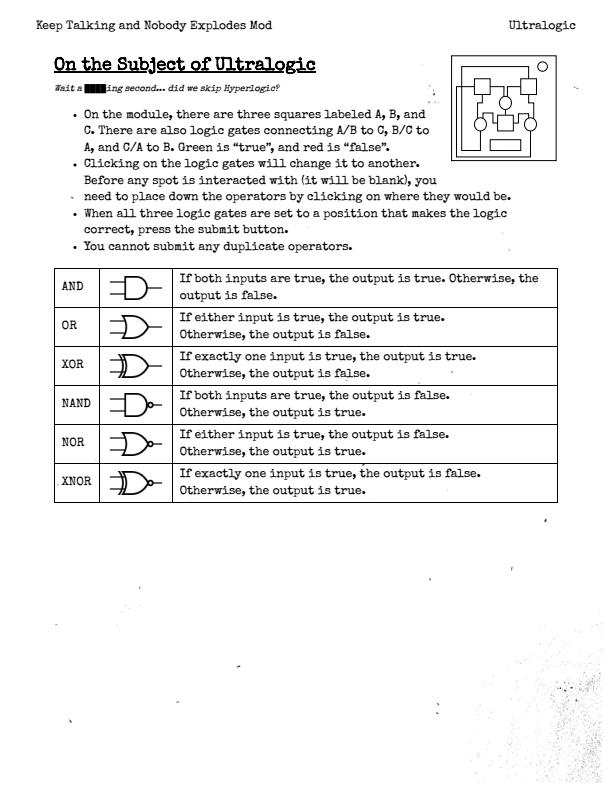 Keep Talking and Nobody Explodes Mod Ultralogic
On the Subject of Ultralogic
Wait a ████ing second... did we skip Hyperlogic?
• On the module, there are three squares labeled A, B, and
C. There are also logic gates connecting A/B to C, B/C to
A, and C/A to B. Green is “true”, and red is “false”.
• Clicking on the logic gates will change it to another.
Before any spot is interacted with (it will be blank), you
need to place down the operators by clicking on where they would be.
• When all three logic gates are set to a position that makes the logic
correct, press the submit button.
• You cannot submit any duplicate operators.
AND
If both inputs are true, the output is true. Otherwise, the
output is false.
OR
If either input is true, the output is true.
Otherwise, the output is false.
XOR
If exactly one input is true, the output is true.
Otherwise, the output is false.
NAND
If both inputs are true, the output is false.
Otherwise, the output is true.
NOR
If either input is true, the output is false.
Otherwise, the output is true.
XNOR
If exactly one input is true, the output is false.
Otherwise, the output is true.